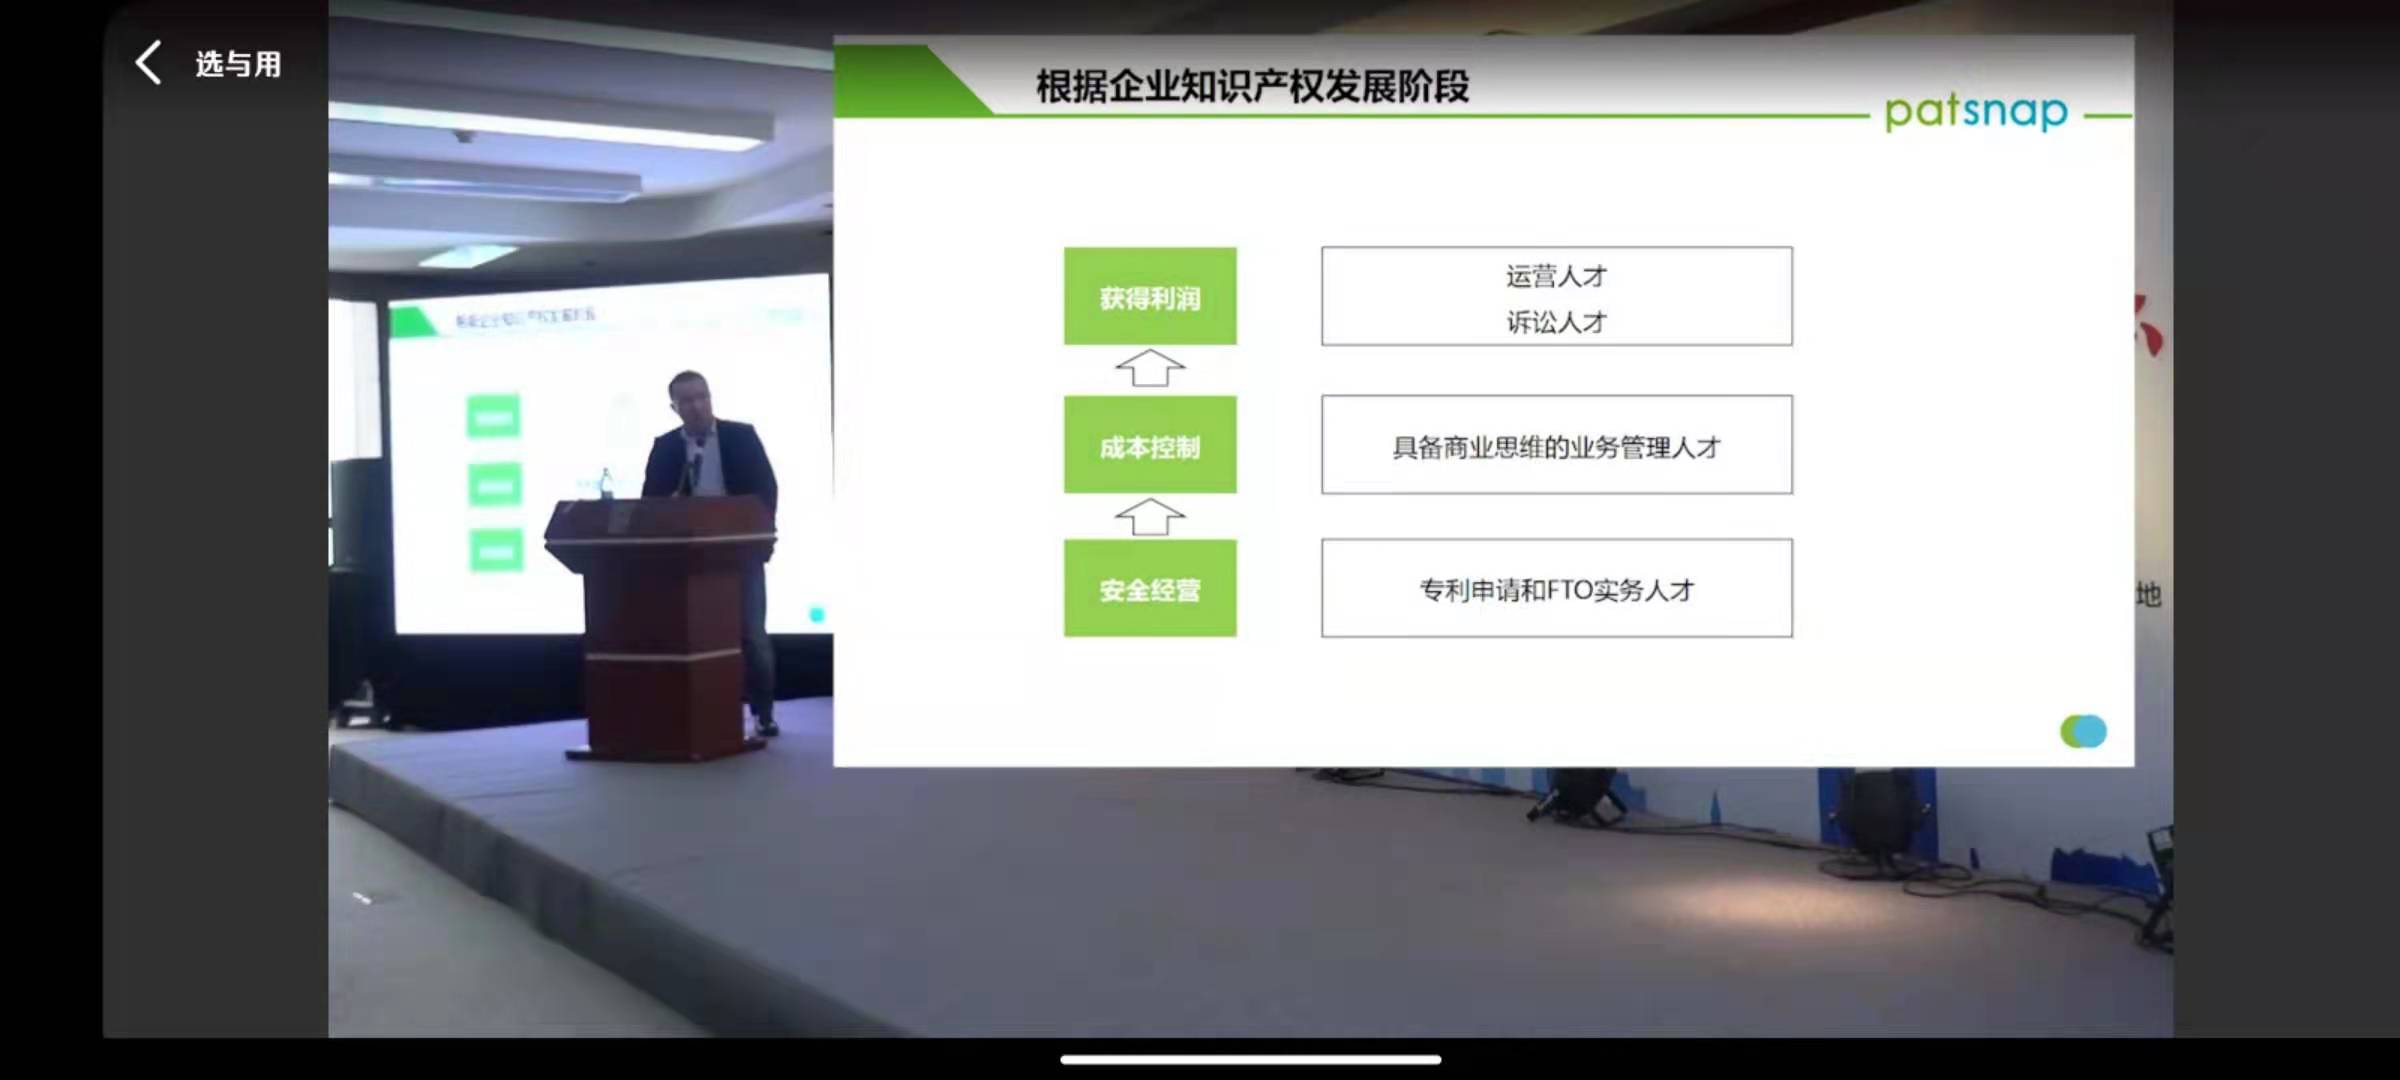 选与用
根据企业知识产权发展阶段
patsnap
获得利润
运营人才
诉讼人才
成本控制
具备商业思维的业务管理人才
安全经营
专利申请和FTO实务人才
地